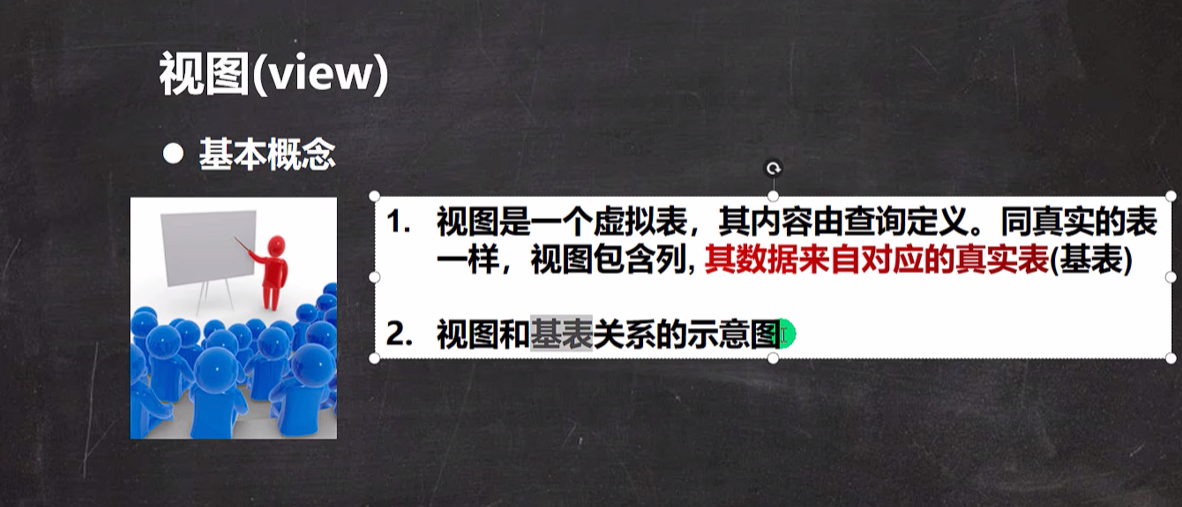 视图(view)
● 基本概念
1. 视图是一个虚拟表，其内容由查询定义。同真实的表
一样，视图包含列, 其数据来自对应的真实表(基表)
2. 视图和基表关系的示意图